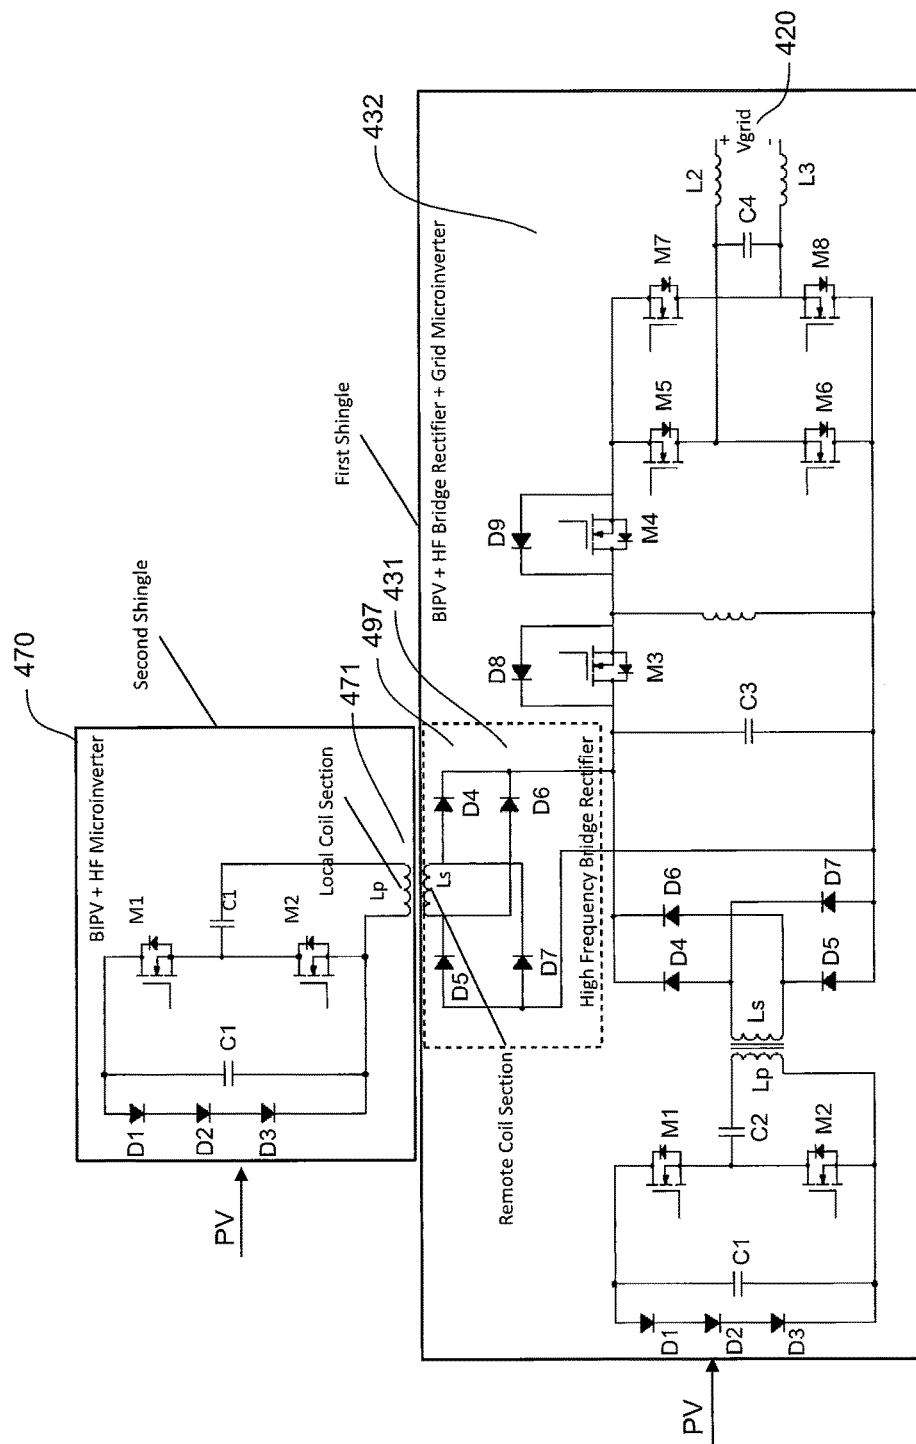 470
Second Shingle
BIPV + HF Microinverter
PV
D1
D2
D3
C1
M1
M2
C1
Local Coil Section
Lp
471
497
431
First Shingle
432
420
BIPV + HF Bridge Rectifier + Grid Microinverter
Remote Coil Section
Ls
D4
D6
D5
D7
High Frequency Bridge Rectifier
D8
M3
D9
M4
C3
M5
M6
M7
M8
C4
L2
L3
+
Vgrid
-
PV
D1
D2
D3
C1
M1
M2
C2
Lp
Ls
D4
D6
D5
D7